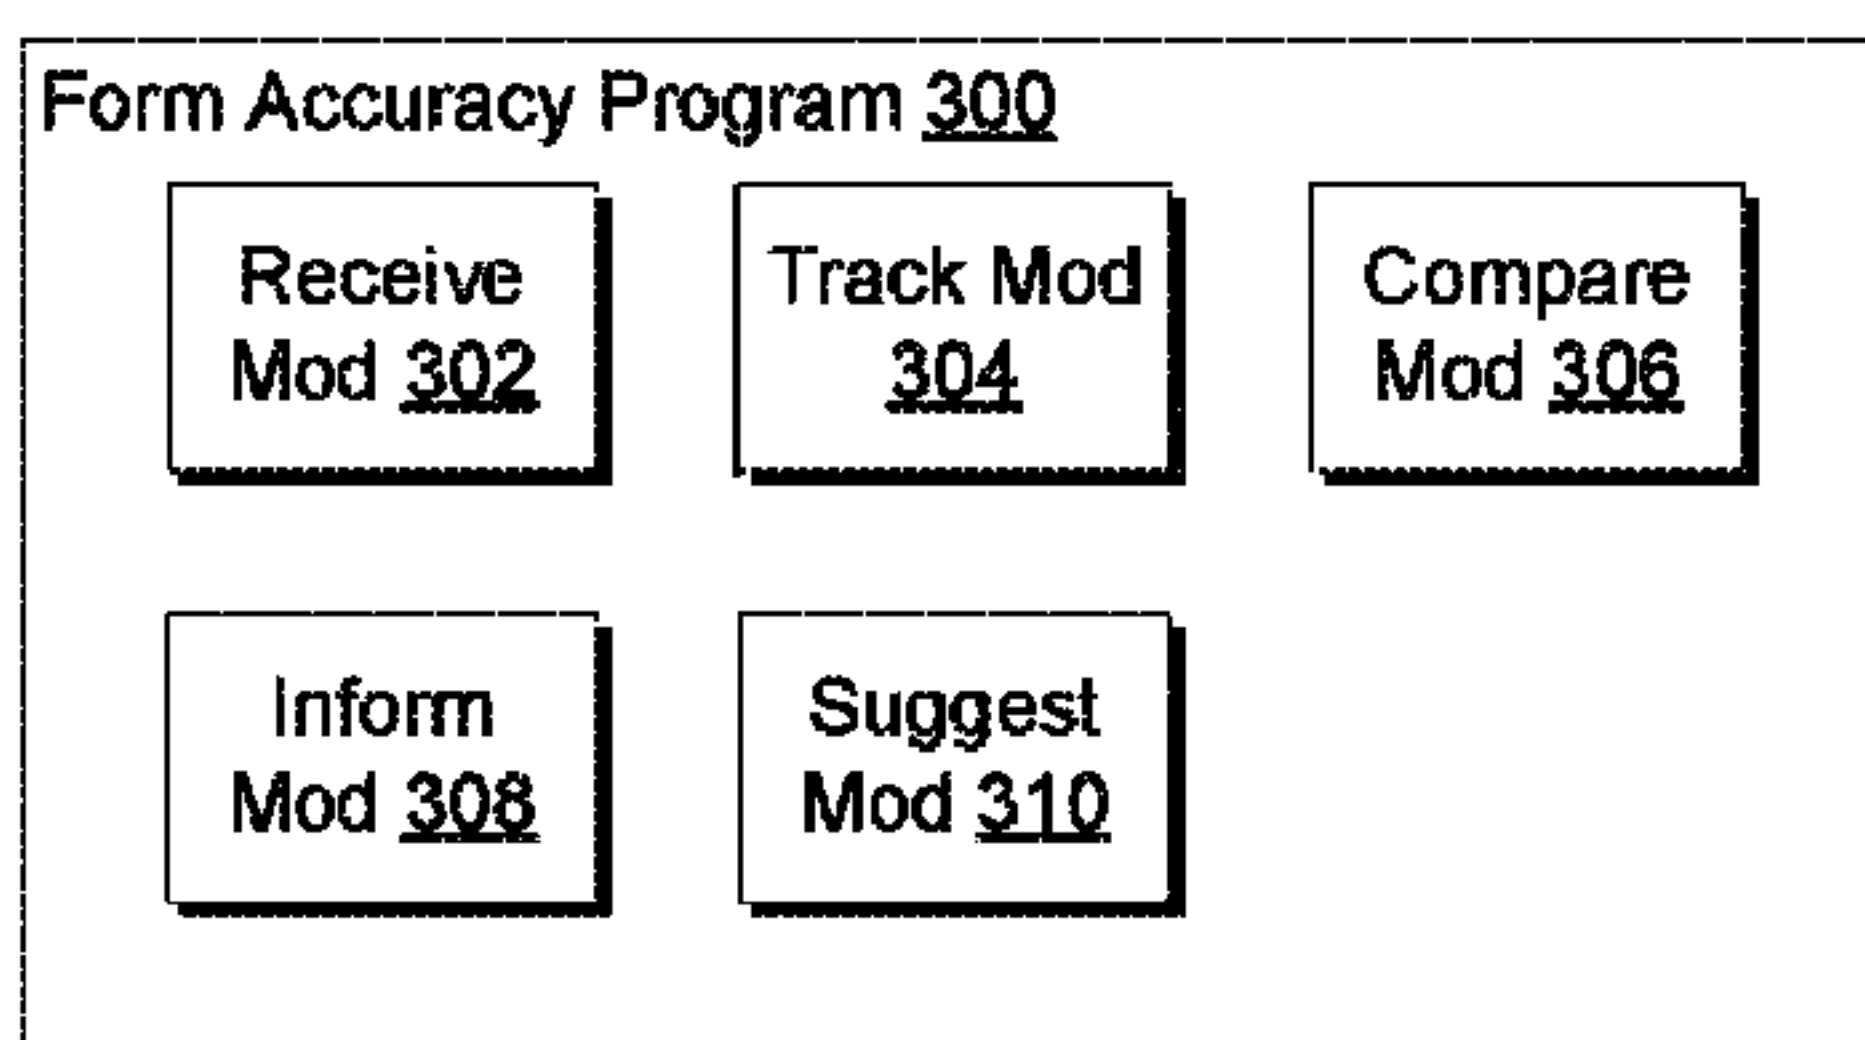 Form Accuracy Program 300
Receive
Mod 302
Track Mod
304
Compare
Mod 306
Inform
Mod 308
Suggest
Mod 310